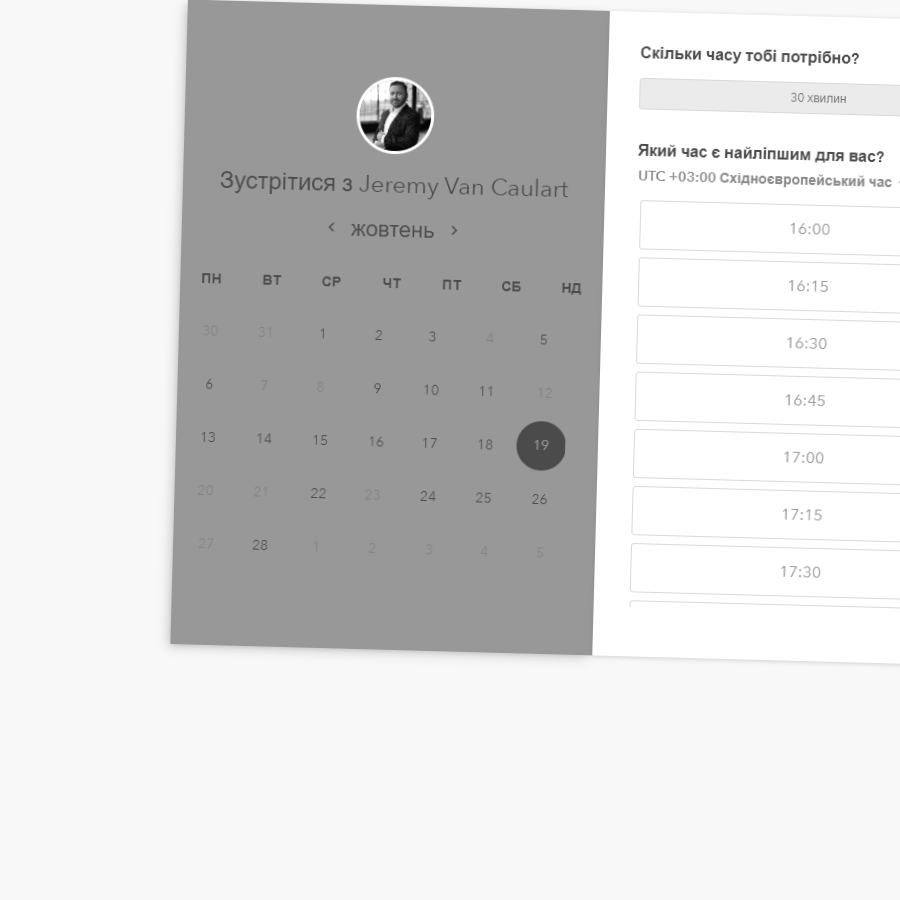 Зустрітися з Jeremy Van Caulart
жовтень
ПН ВТ СР ЧТ ПТ СБ НД
30 31 1 2 3 4 5
6 7 8 9 10 11 12
13 14 15 16 17 18 19
20 21 22 23 24 25 26
27 28 1 2 3 4 5
Скільки часу тобі потрібно?
30 хвилин
Який час є найліпшим для вас?
UTC +03:00 Східноєвропейський час
16:00
16:15
16:30
16:45
17:00
17:15
17:30